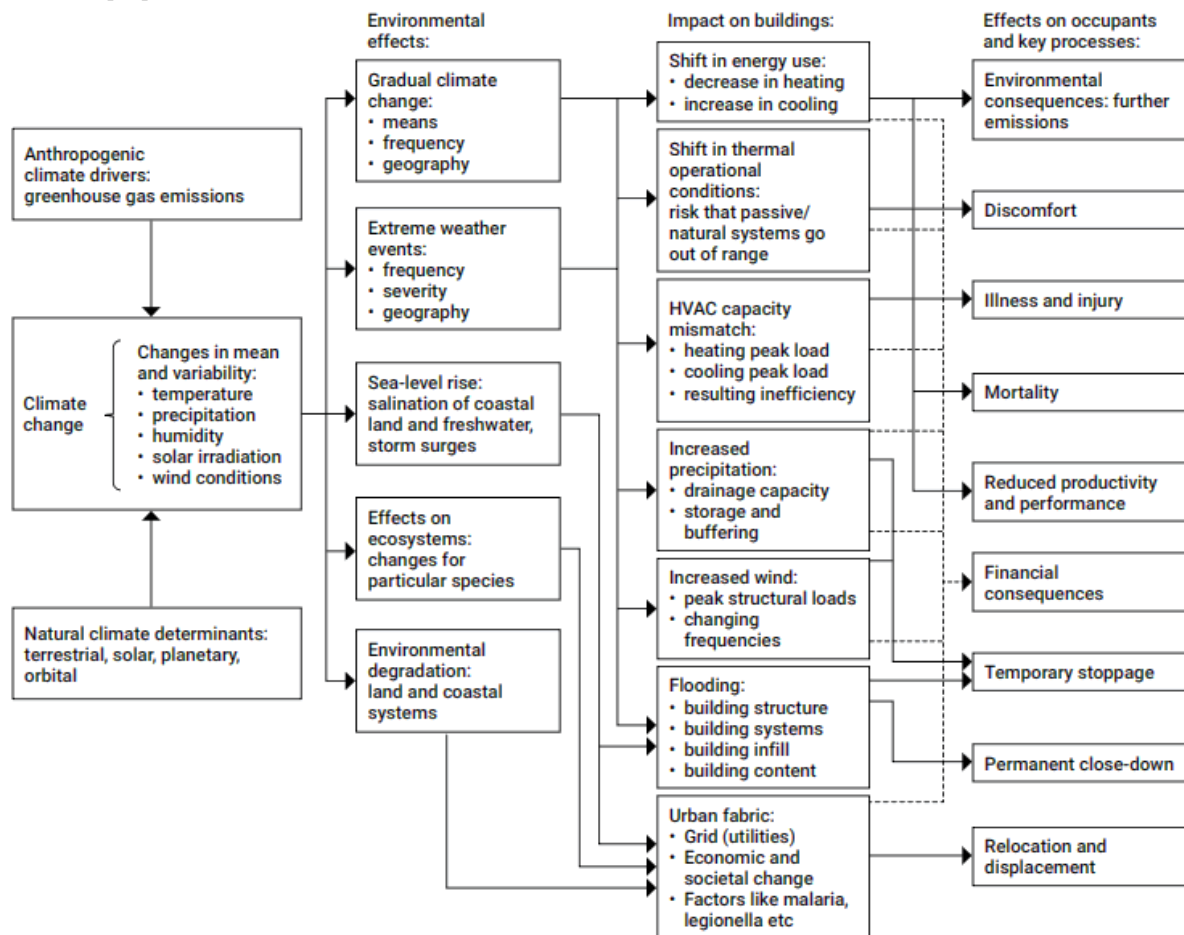 Environmental
effects:
Impact on buildings:
Effects on occupants
and key processes:
Anthropogenic
climate drivers:
greenhouse gas emissions
Climate
change
Changes in mean
and variability:
• temperature
• precipitation
• humidity
• solar irradiation
• wind conditions
Natural climate determinants:
terrestrial, solar, planetary,
orbital
Gradual climate
change:
• means
• frequency
• geography
Extreme weather
events:
• frequency
• severity
• geography
Sea-level rise:
salination of coastal
land and freshwater,
storm surges
Effects on
ecosystems:
changes for
particular species
Environmental
degradation:
land and coastal
systems
Shift in energy use:
• decrease in heating
• increase in cooling
Shift in thermal
operational
conditions:
risk that passive/
natural systems go
out of range
HVAC capacity
mismatch:
• heating peak load
• cooling peak load
• resulting inefficiency
Increased
precipitation:
• drainage capacity
• storage and
buffering
Increased wind:
• peak structural loads
• changing
frequencies
Flooding:
• building structure
• building systems
• building infill
• building content
Urban fabric:
• Grid (utilities)
• Economic and
societal change
• Factors like malaria,
legionella etc
Environmental
consequences: further
emissions
Discomfort
Illness and injury
Mortality
Reduced productivity
and performance
Financial
consequences
Temporary stoppage
Permanent close-down
Relocation and
displacement